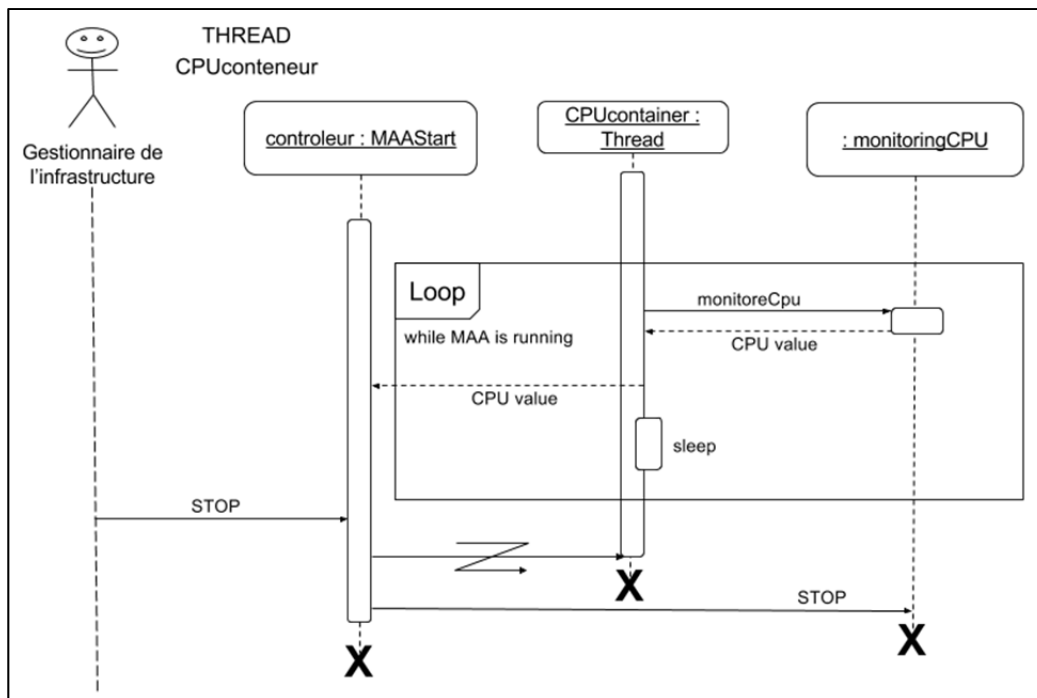 THREAD
CPUconteneur
Gestionnaire de
l'infrastructure
controleur : MAAStart
CPUcontainer :
Thread
: monitoringCPU
Loop
while MAA is running
monitoreCpu
CPU value
CPU value
sleep
STOP
STOP
X
X
X